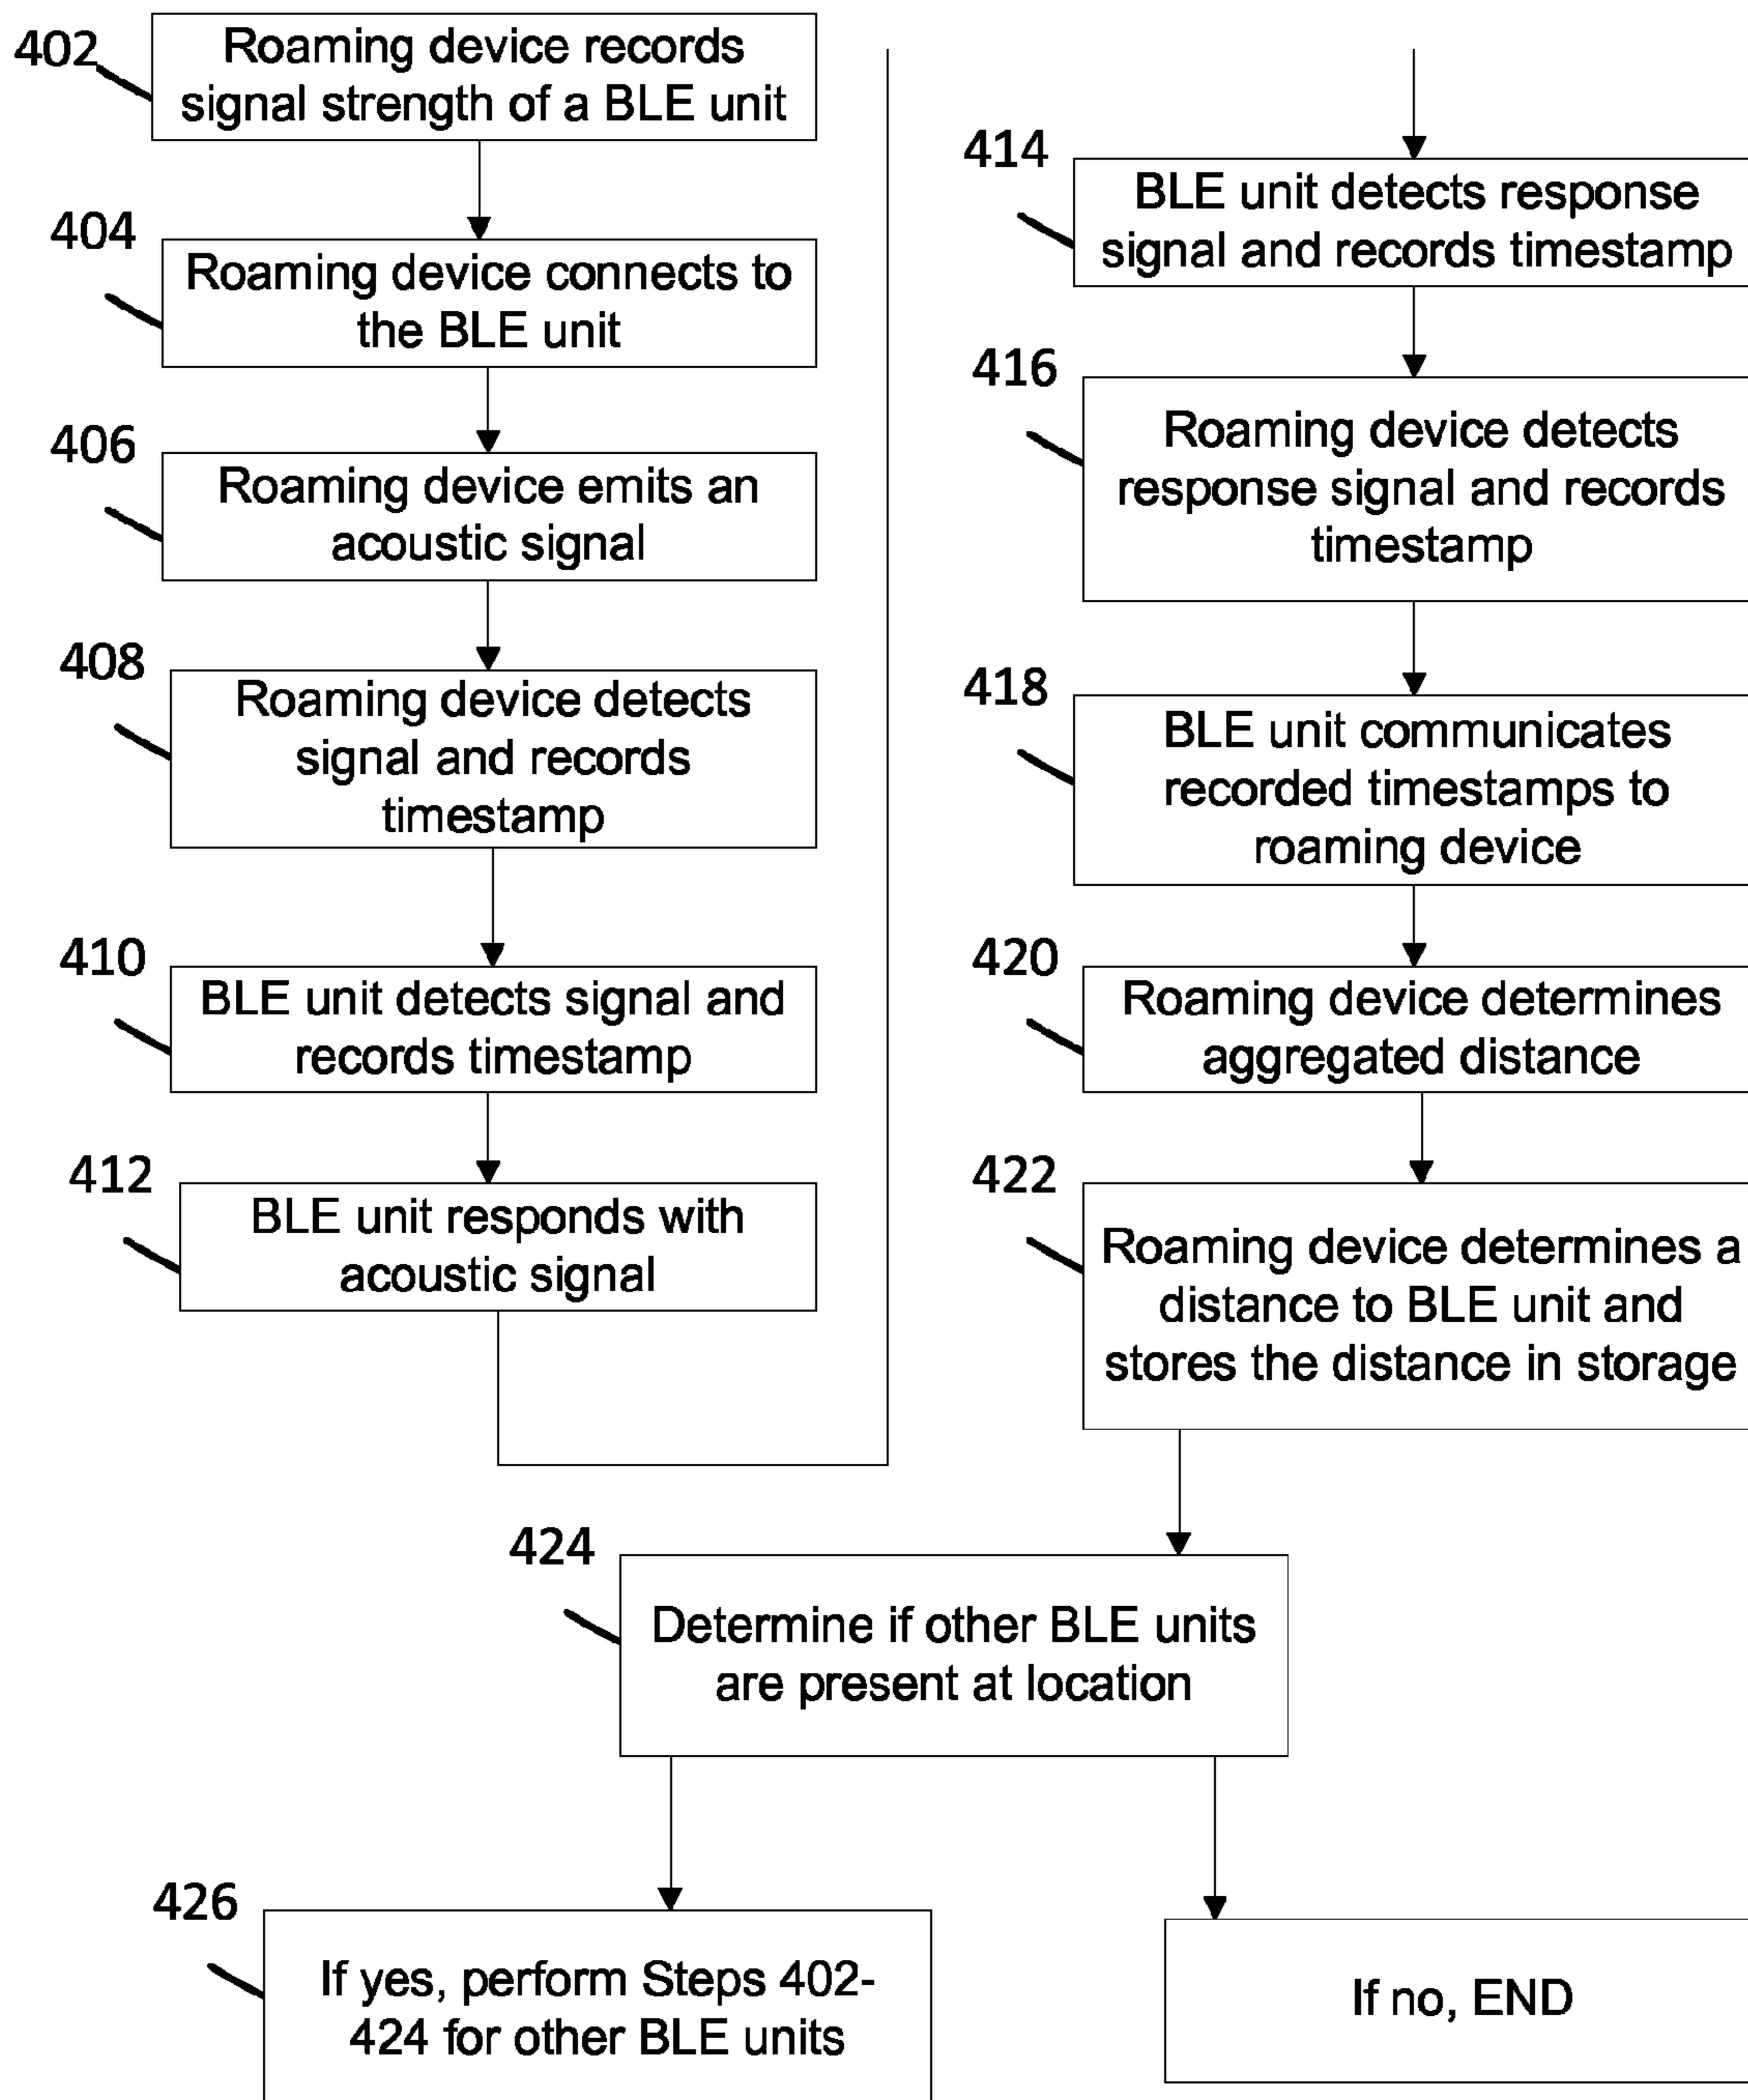 402
Roaming device records
signal strength of a BLE unit
404
Roaming device connects to
the BLE unit
406
Roaming device emits an
acoustic signal
408
Roaming device detects
signal and records
timestamp
410
BLE unit detects signal and
records timestamp
412
BLE unit responds with
acoustic signal
414
BLE unit detects response
signal and records timestamp
416
Roaming device detects
response signal and records
timestamp
418
BLE unit communicates
recorded timestamps to
roaming device
420
Roaming device determines
aggregated distance
422
Roaming device determines a
distance to BLE unit and
stores the distance in storage
424
Determine if other BLE units
are present at location
426
If yes, perform Steps 402-
424 for other BLE units
If no, END